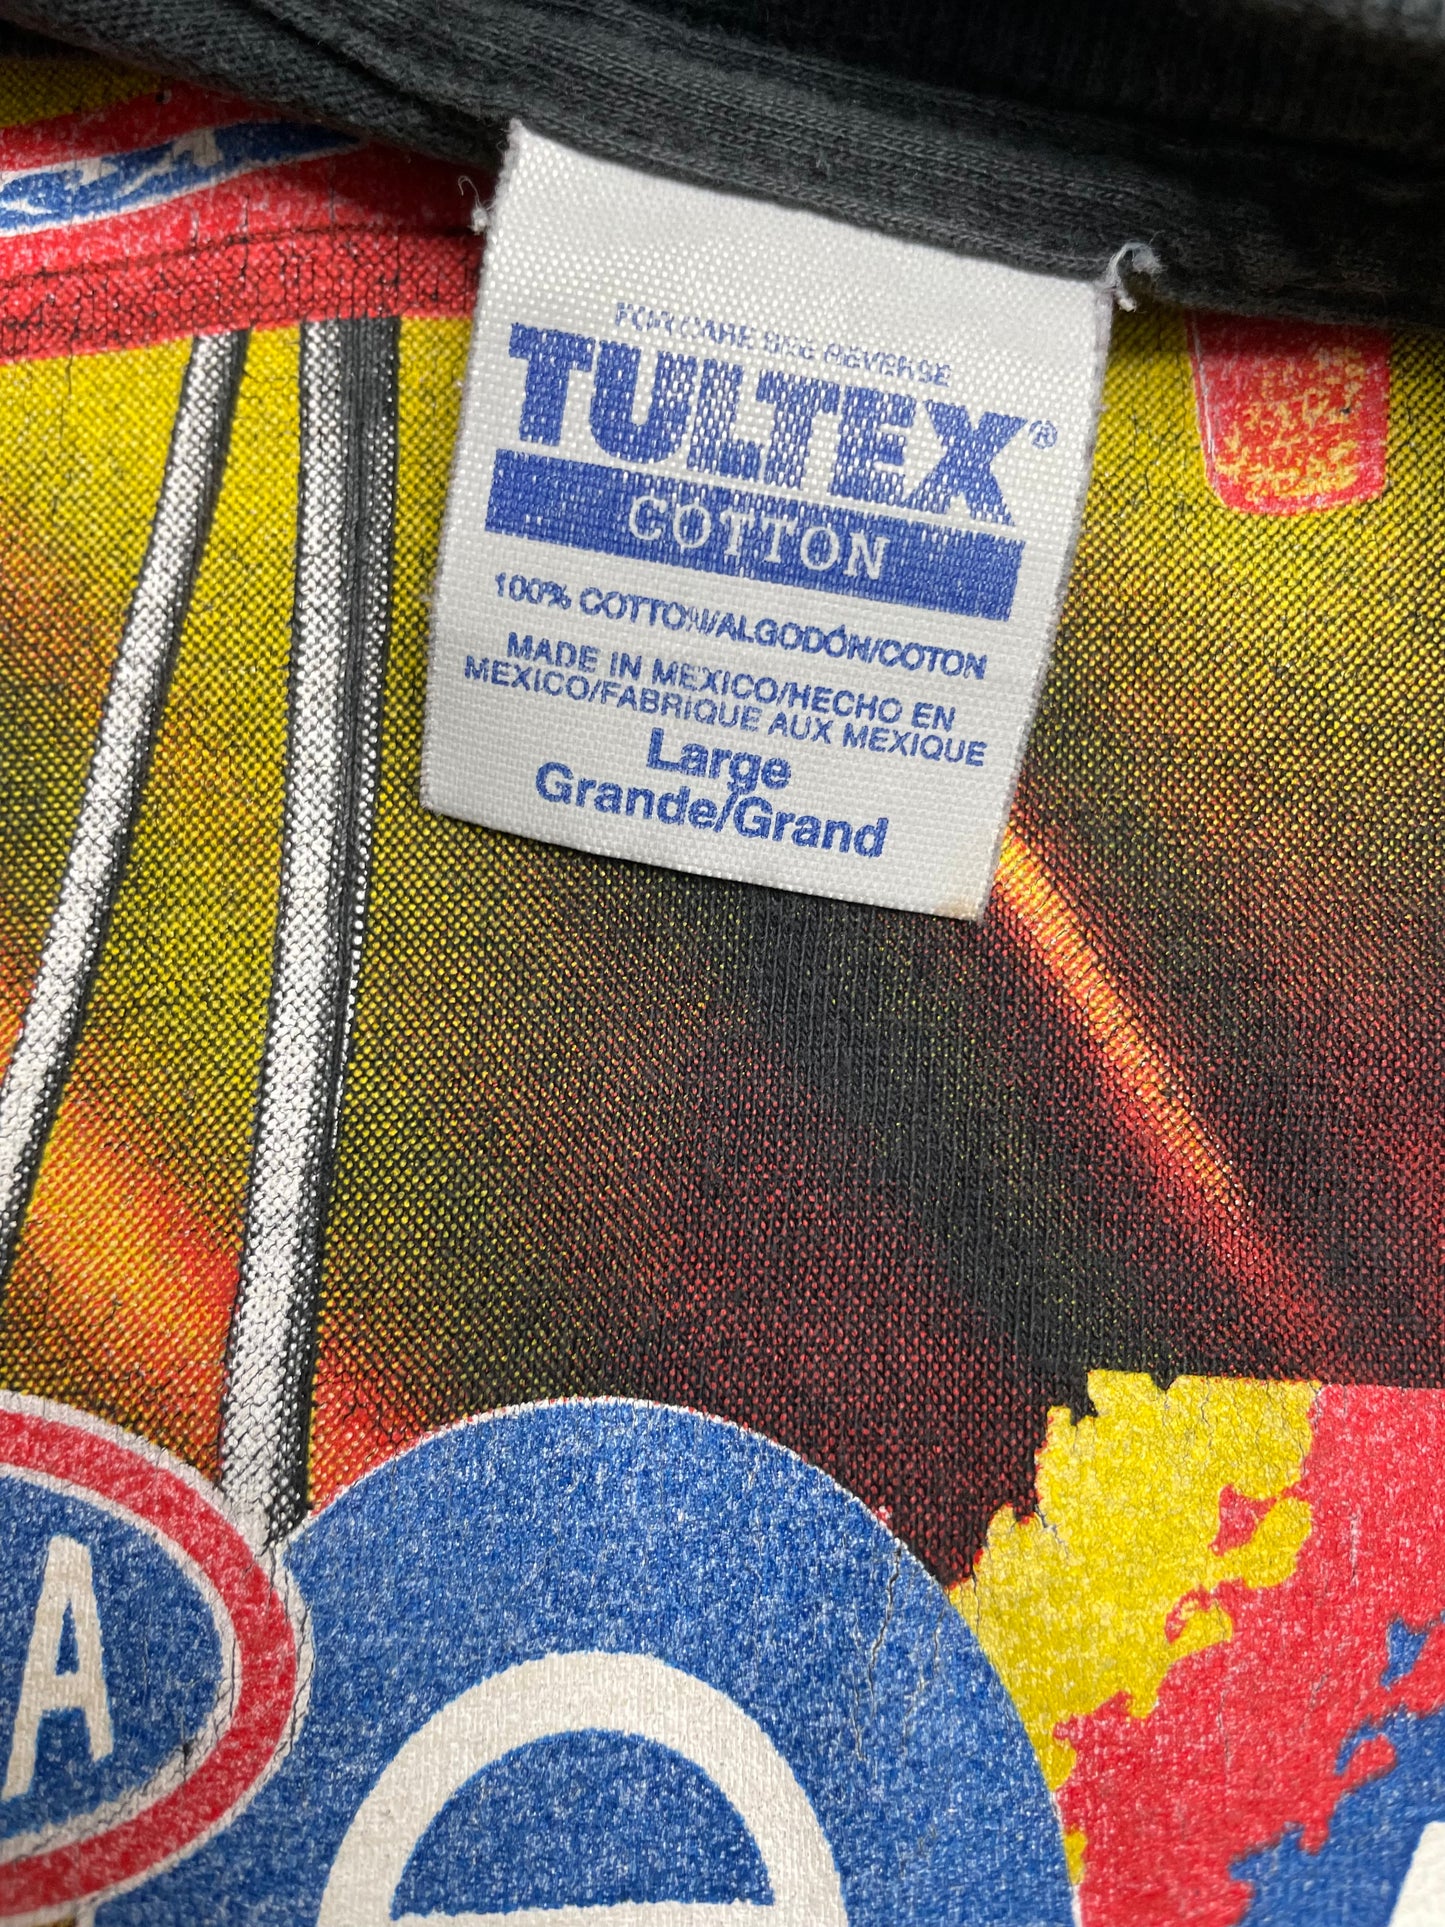 FOR CARE SEE REVERSE
TULTEX®
COTTON
100% COTTON/ALGODÓN/COTON
MADE IN MEXICO/HECHO EN
MEXICO/FABRIQUE AUX MEXIQUE
Large
Grande/Grand
A
e